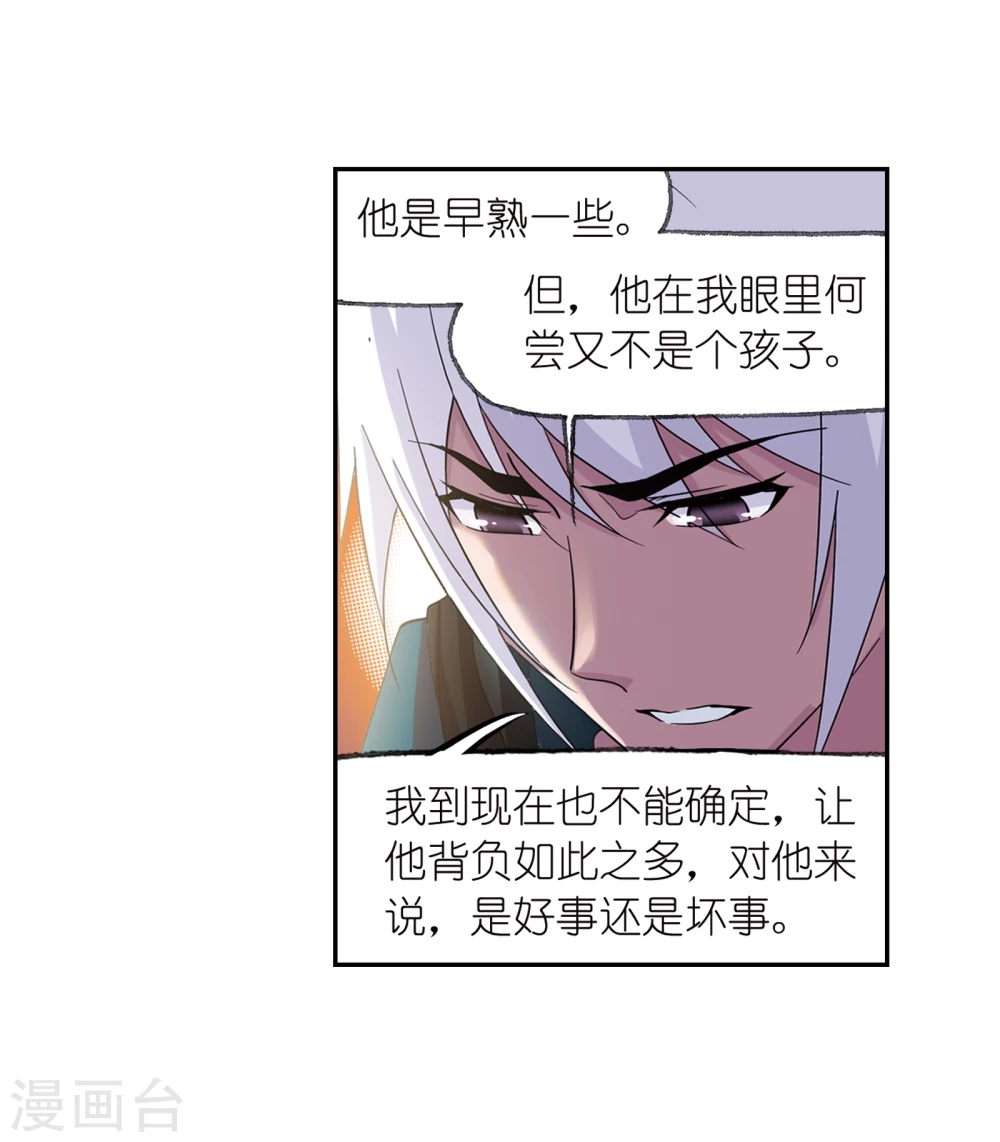 他是早熟一些。
但，他在我眼里何
尝又不是个孩子。
我到现在也不能确定，让
他背负如此之多，对他来
说，是好事还是坏事。
漫画台